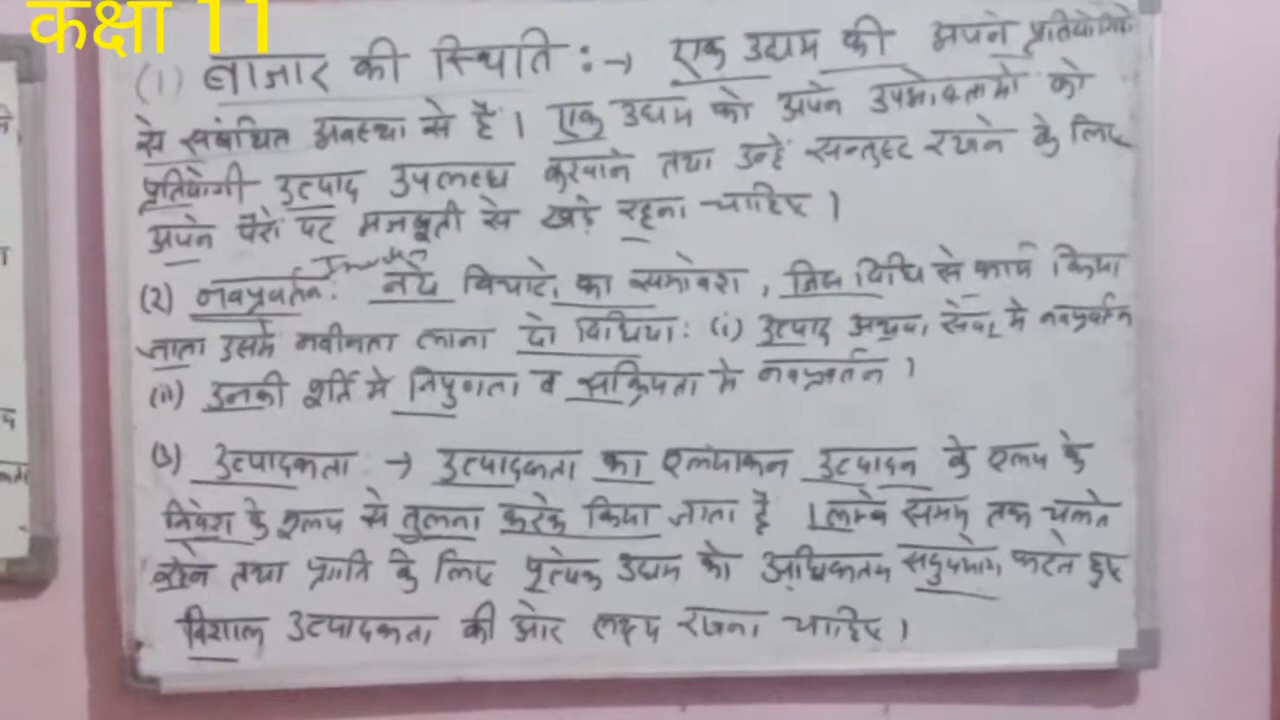 कक्षा 11
(1) बाजार की स्थिति :→ एक उद्यम की अपने प्रतियोगियो
से संबंधित अवस्था से है। एक उद्यम को अपने उपभोक्ताओ को
प्रतियोगी उत्पाद उपलब्ध करवाने तथा उन्हें सन्तुष्ट रखने के लिए
अपने पैरो पर मजबूती से खड़े रहना चाहिए।
(2) नवप्रवर्तन: नये विचारो का समावेश, जिस विधि से कार्य किया
जाता उसमे नवीनता लाना दो विधिया: (i) उत्पाद अथवा सेवा मे नवप्रवर्तन
(ii) उनकी पूर्ति मे निपुणता व सक्रियता मे नवप्रवर्तन।
(3) उत्पादकता → उत्पादकता का मूल्यांकन उत्पादन के मूल्य के
निवेश के मूल्य से तुलना करके किया जाता है। लम्बे समय तक चलते
रहने तथा प्रगति के लिए प्रत्येक उद्यम को अधिकतम सदुपयोग करते हुए
विशाल उत्पादकता की ओर लक्ष्य रखना चाहिए।